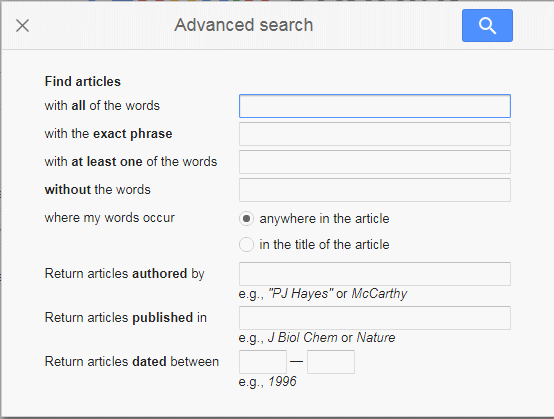 Advanced search
Find articles
with all of the words
with the exact phrase
with at least one of the words
without the words
where my words occur
anywhere in the article
in the title of the article
Return articles authored by
e.g., "PJ Hayes" or McCarthy
Return articles published in
e.g., J Biol Chem or Nature
Return articles dated between
—
e.g., 1996